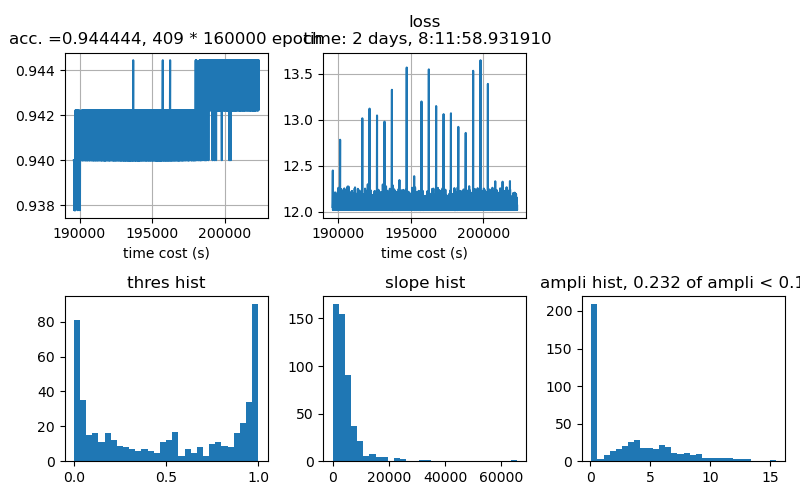 loss
acc. =0.944444, 409 * 160000 epoch
time: 2 days, 8:11:58.931910
0.944
0.942
0.940
0.938
190000 195000 200000
time cost (s)
13.5
13.0
12.5
12.0
190000 195000 200000
time cost (s)
thres hist
80
60
40
20
0
0.0 0.5 1.0
slope hist
150
100
50
0
0 20000 40000 60000
ampli hist, 0.232 of ampli < 0.1
200
150
100
50
0
0 5 10 15